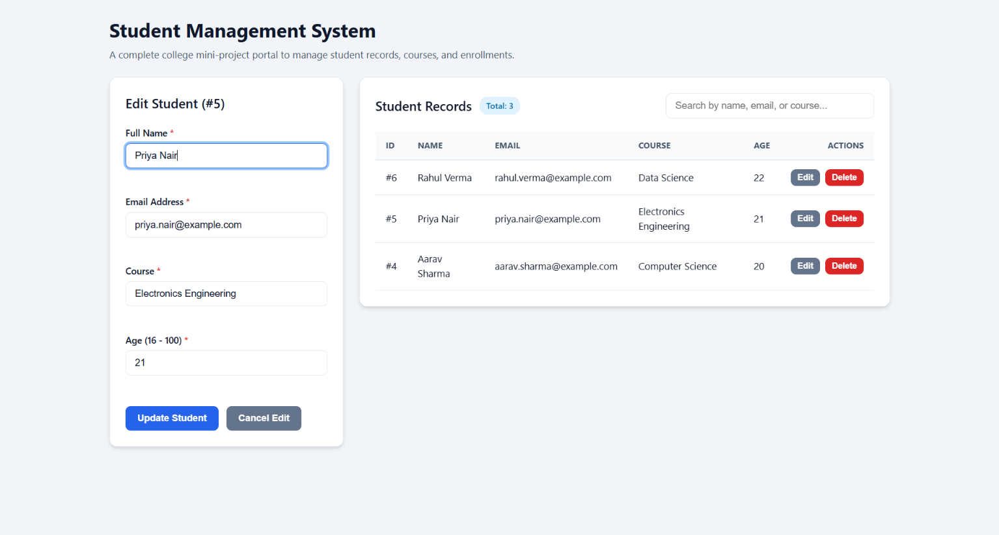 Student Management System
A complete college mini-project portal to manage student records, courses, and enrollments.
Edit Student (#5)
Full Name *
Priya Nair
Email Address *
priya.nair@example.com
Course *
Electronics Engineering
Age (16 - 100) *
21
Update Student Cancel Edit
Student Records Total: 3 Search by name, email, or course...
ID NAME EMAIL COURSE AGE ACTIONS
#6 Rahul Verma rahul.verma@example.com Data Science 22 Edit Delete
#5 Priya Nair priya.nair@example.com Electronics Engineering 21 Edit Delete
#4 Aarav Sharma aarav.sharma@example.com Computer Science 20 Edit Delete